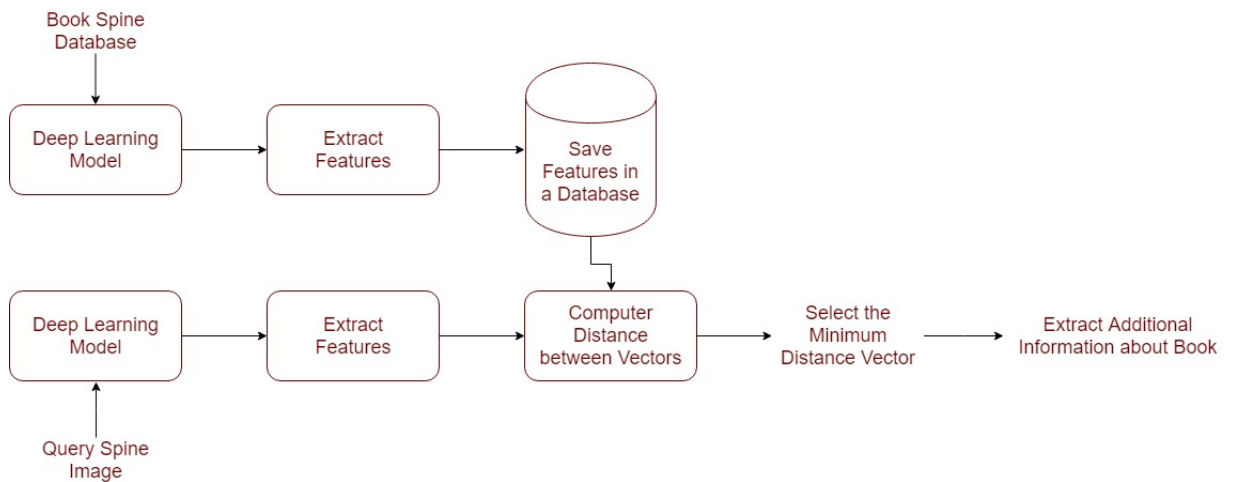 Book Spine
Database
Deep Learning
Model
Extract
Features
Save
Features in
a Database
Deep Learning
Model
Extract
Features
Computer
Distance
between Vectors
Select the
Minimum
Distance Vector
Extract Additional
Information about Book
Query Spine
Image